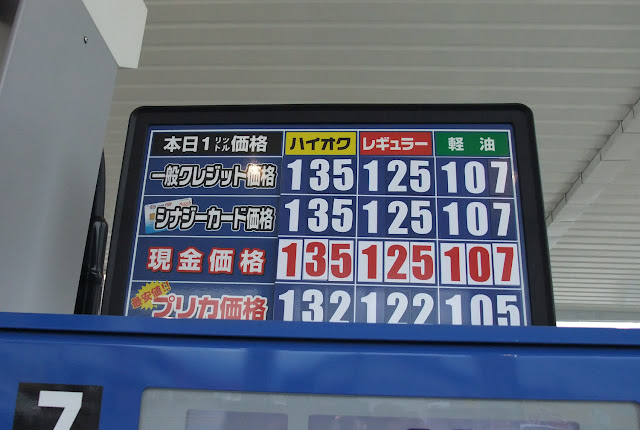 本日1リットル価格 ハイオク レギュラー 軽油
一般クレジット価格 135 125 107
シナジーカード価格 135 125 107
現金価格 135 125 107
激安値!!
プリカ価格 132 122 105
7